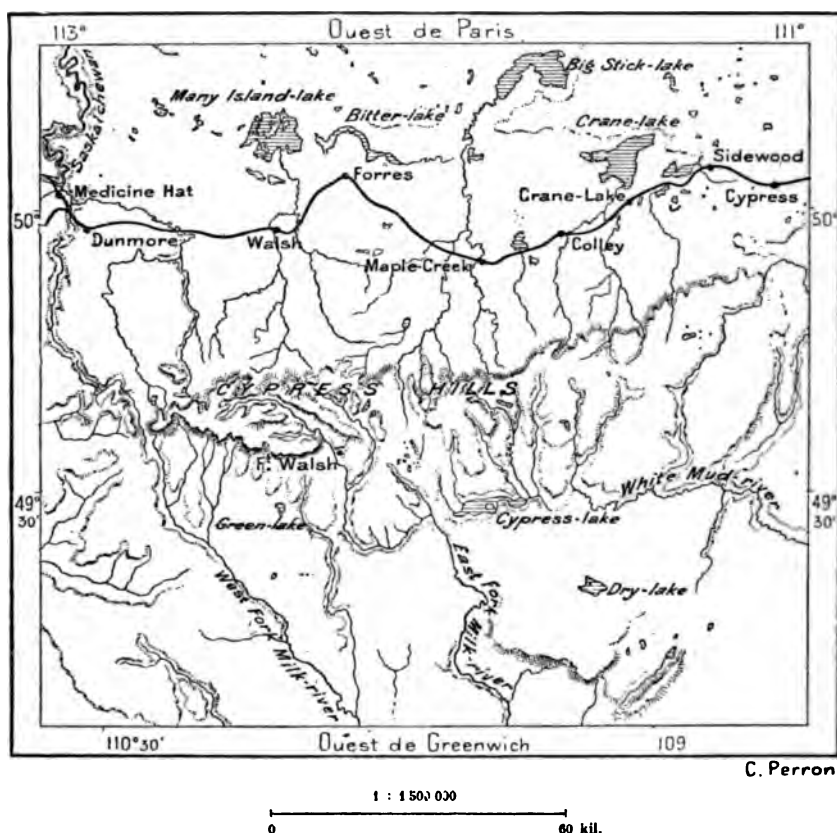 113° Ouest de Paris 111°
Big Stick-lake
Many Island-lake
Bitter-lake
Crane-lake
Saskatchewan
Sidewood
Medicine Hat
Forres
Crane-Lake
Cypress
50°
50°
Dunmore
Walsh
Maple-Creek
Colley
CYPRESS HILLS
Ft. Walsh
White Mud-river
49°
30'
49°
30'
Green-lake
Cypress-lake
West Fork Milk-river
East Fork
Milk-river
Dry-lake
110°30' Ouest de Greenwich 109
C. Perron
1 : 1 500 000
0 60 kil.